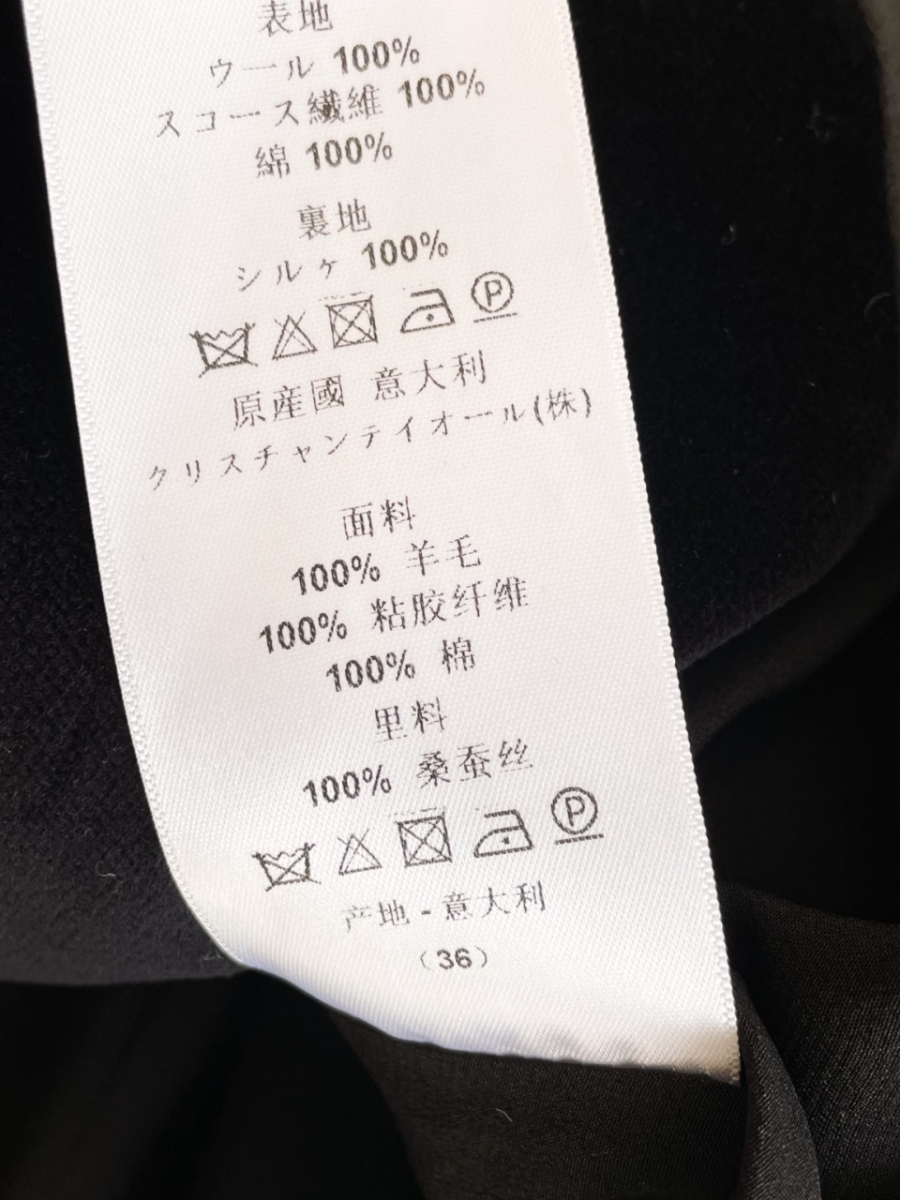 表地
ウール 100%
スコース繊維 100%
綿 100%
裏地
シルケ 100%
P
原産國 意大利
クリスチャンテイオール(株)
面料
100% 羊毛
100% 粘胶纤维
100% 棉
里料
100% 桑蚕丝
P
产地 - 意大利
(36)